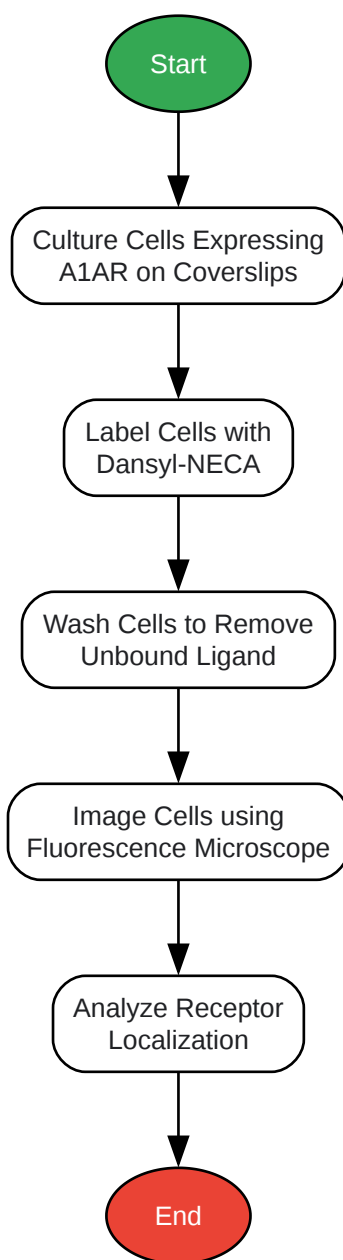 Start
Culture Cells Expressing
A1AR on Coverslips
Label Cells with
Dansyl-NECA
Wash Cells to Remove
Unbound Ligand
Image Cells using
Fluorescence Microscope
Analyze Receptor
Localization
End